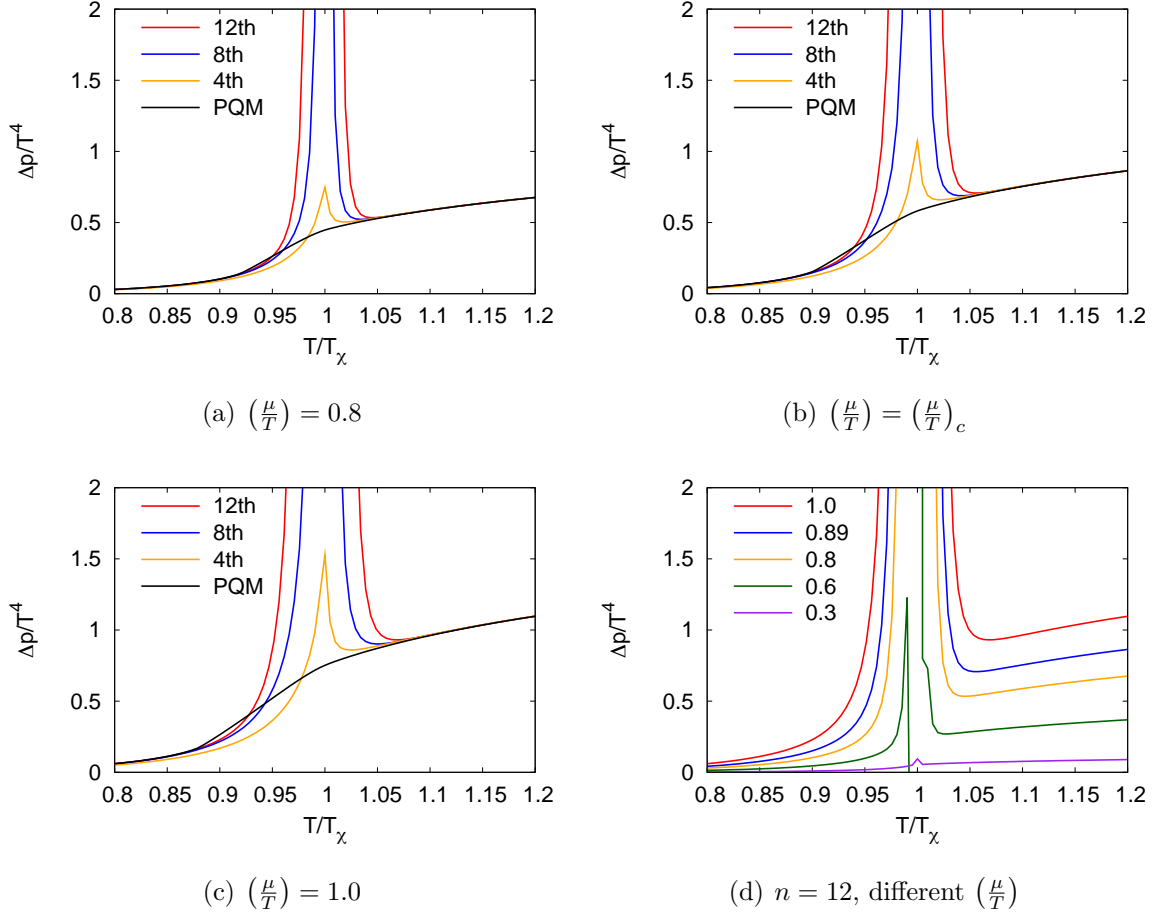 2
1.5
1
0.5
0
Δp/T⁴
12th
8th
4th
PQM
0.8 0.85 0.9 0.95 1 1.05 1.1 1.15 1.2
T/Tχ
(a) (μ/T) = 0.8
2
1.5
1
0.5
0
Δp/T⁴
12th
8th
4th
PQM
0.8 0.85 0.9 0.95 1 1.05 1.1 1.15 1.2
T/Tχ
(b) (μ/T) = (μ/T)c
2
1.5
1
0.5
0
Δp/T⁴
12th
8th
4th
PQM
0.8 0.85 0.9 0.95 1 1.05 1.1 1.15 1.2
T/Tχ
(c) (μ/T) = 1.0
2
1.5
1
0.5
0
Δp/T⁴
1.0
0.89
0.8
0.6
0.3
0.8 0.85 0.9 0.95 1 1.05 1.1 1.15 1.2
T/Tχ
(d) n = 12, different (μ/T)